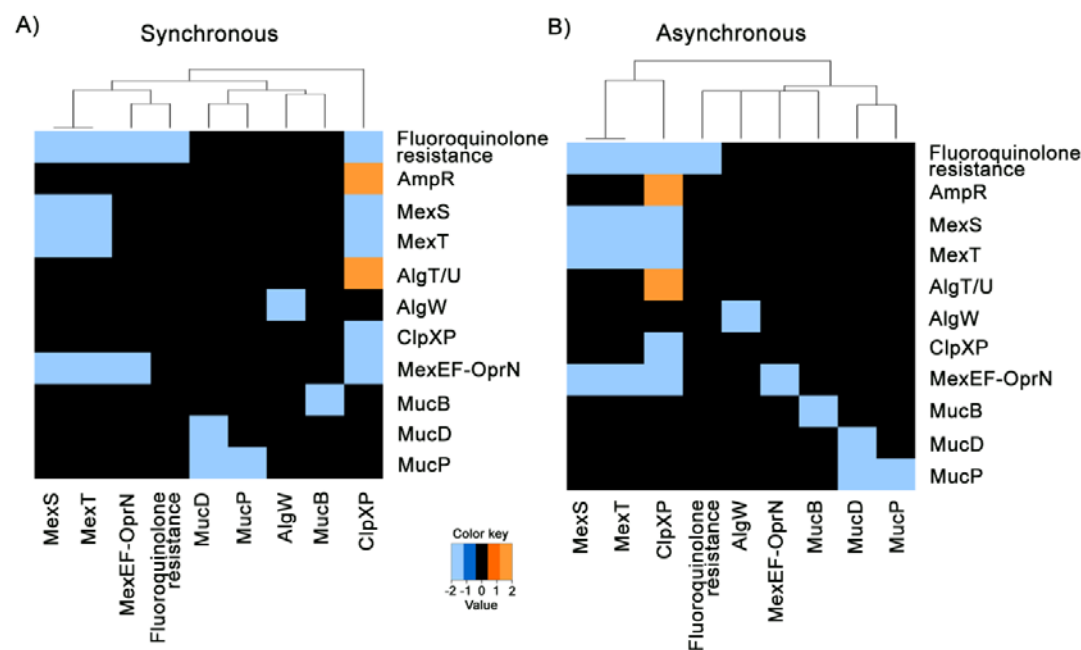 A)
Synchronous
Fluoroquinolone
resistance
AmpR
MexS
MexT
AlgT/U
AlgW
ClpXP
MexEF-OprN
MucB
MucD
MucP
MexS
MexT
MexEF-OprN
Fluoroquinolone
resistance
MucD
MucP
AlgW
MucB
ClpXP
Color key
-2 -1 0 1 2
Value
B)
Asynchronous
Fluoroquinolone
resistance
AmpR
MexS
MexT
AlgT/U
AlgW
ClpXP
MexEF-OprN
MucB
MucD
MucP
MexS
MexT
ClpXP
Fluoroquinolone
resistance
AlgW
MexEF-OprN
MucB
MucD
MucP